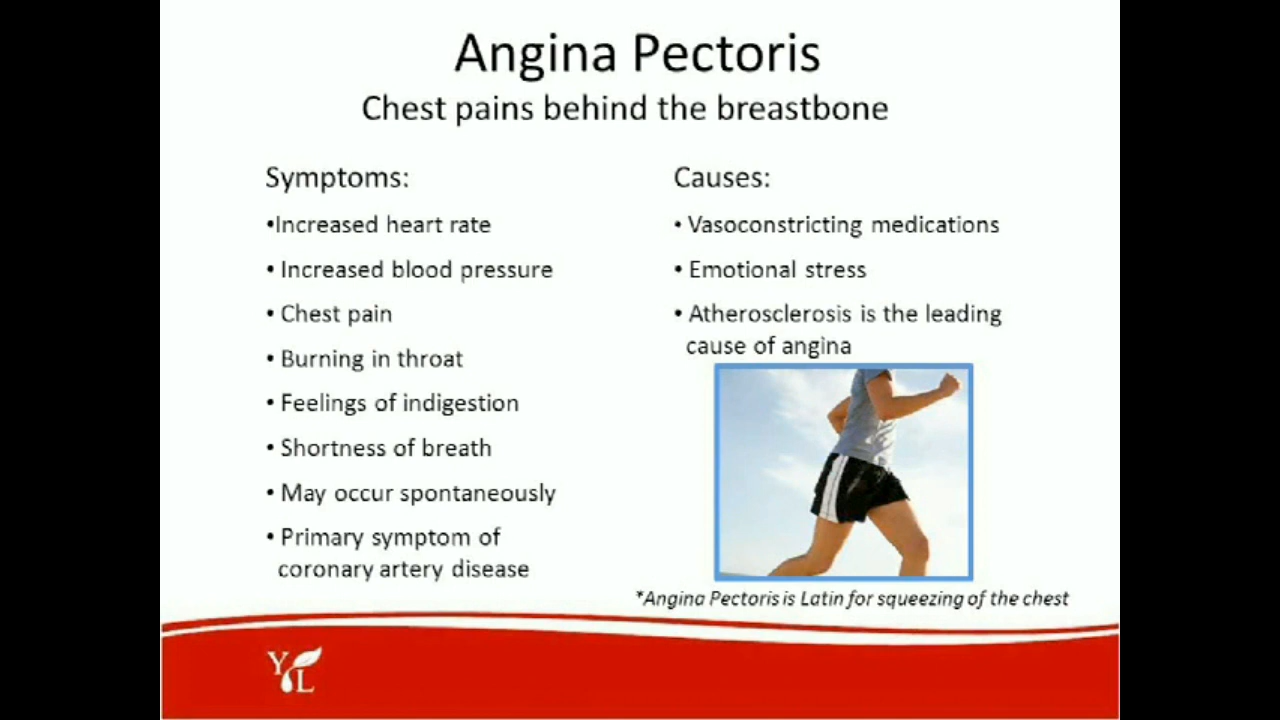 Angina Pectoris
Chest pains behind the breastbone
Symptoms:
•Increased heart rate
• Increased blood pressure
• Chest pain
• Burning in throat
• Feelings of indigestion
• Shortness of breath
• May occur spontaneously
• Primary symptom of
coronary artery disease
Causes:
• Vasoconstricting medications
• Emotional stress
• Atherosclerosis is the leading
cause of angina
*Angina Pectoris is Latin for squeezing of the chest
YL